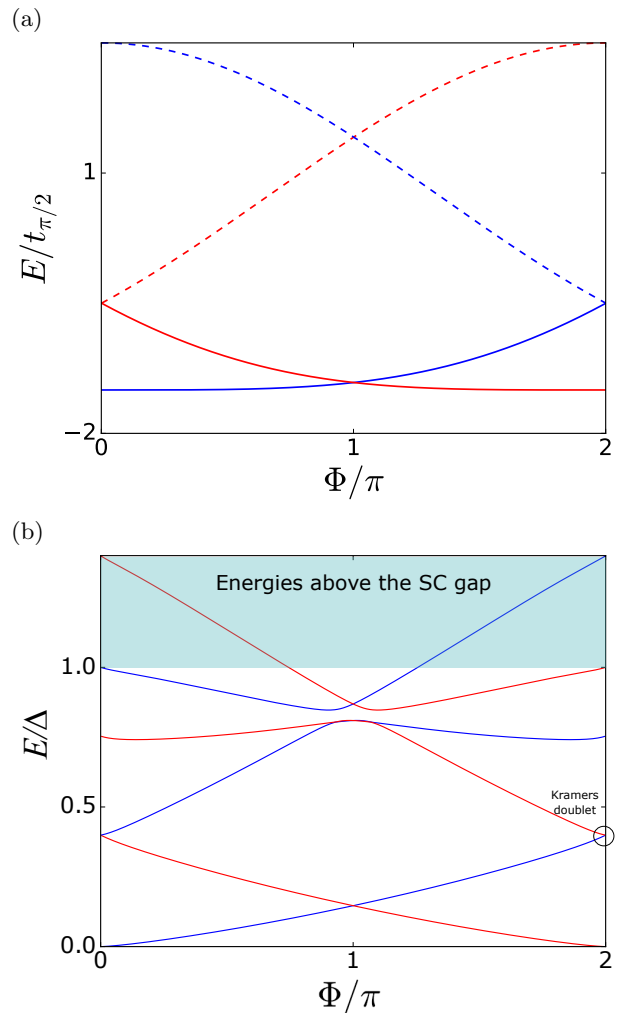 (a)
E/t_{π/2}
1
−2
0
1
2
Φ/π
(b)
Energies above the SC gap
E/Δ
1.0
0.5
0.0
Kramers
doublet
0
1
2
Φ/π